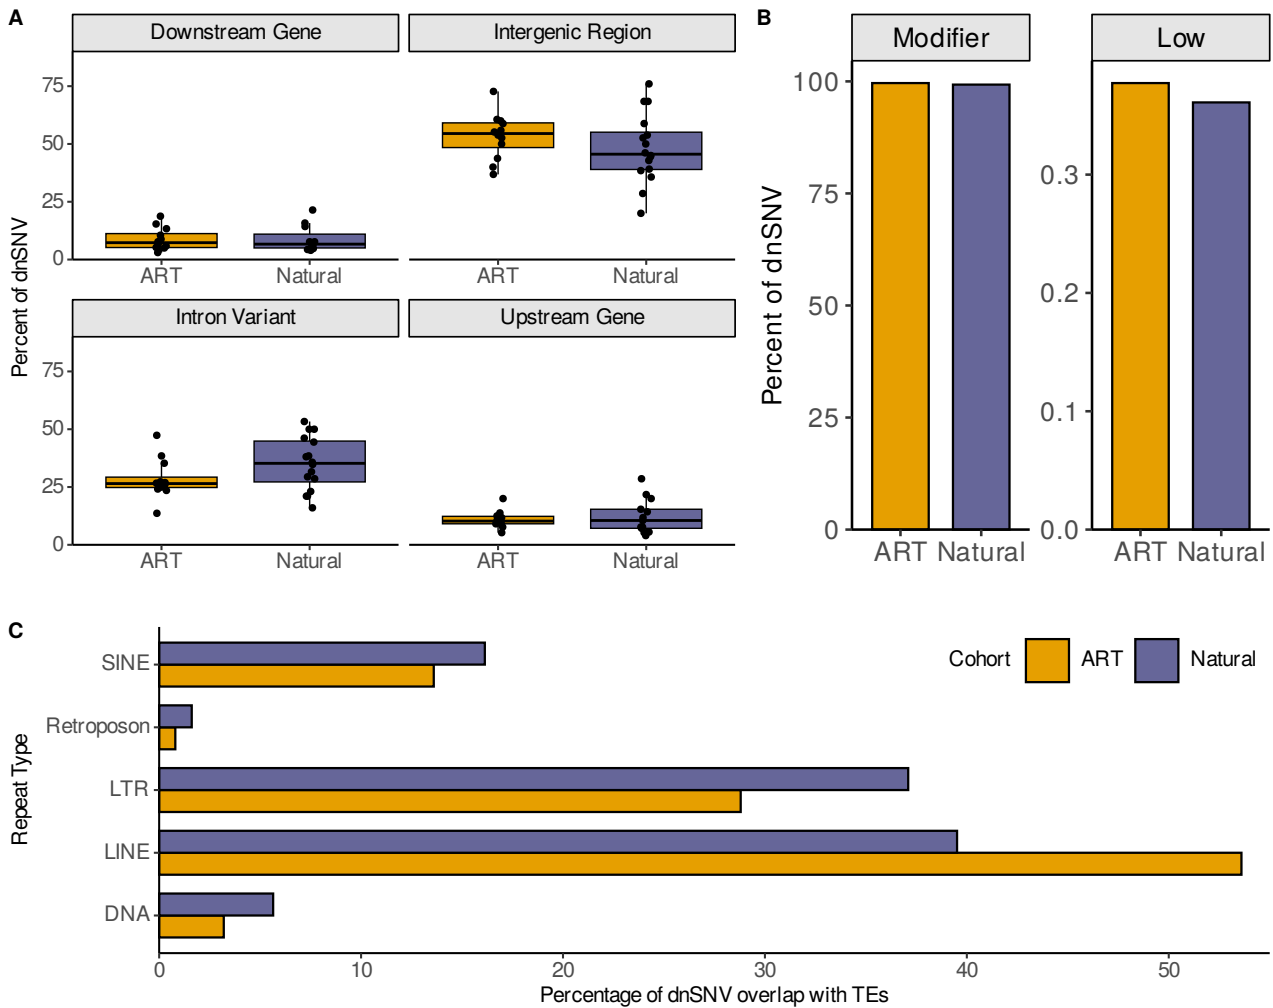 A
Downstream Gene
Intergenic Region
Percent of dnSNV
75
50
25
0
ART
Natural
ART
Natural
Intron Variant
Upstream Gene
75
50
25
0
ART
Natural
ART
Natural
B
Modifier
Low
Percent of dnSNV
100
75
50
25
0
0.3
0.2
0.1
0.0
ART
Natural
ART
Natural
C
Cohort
ART
Natural
Repeat Type
SINE
Retroposon
LTR
LINE
DNA
0
10
20
30
40
50
Percentage of dnSNV overlap with TEs